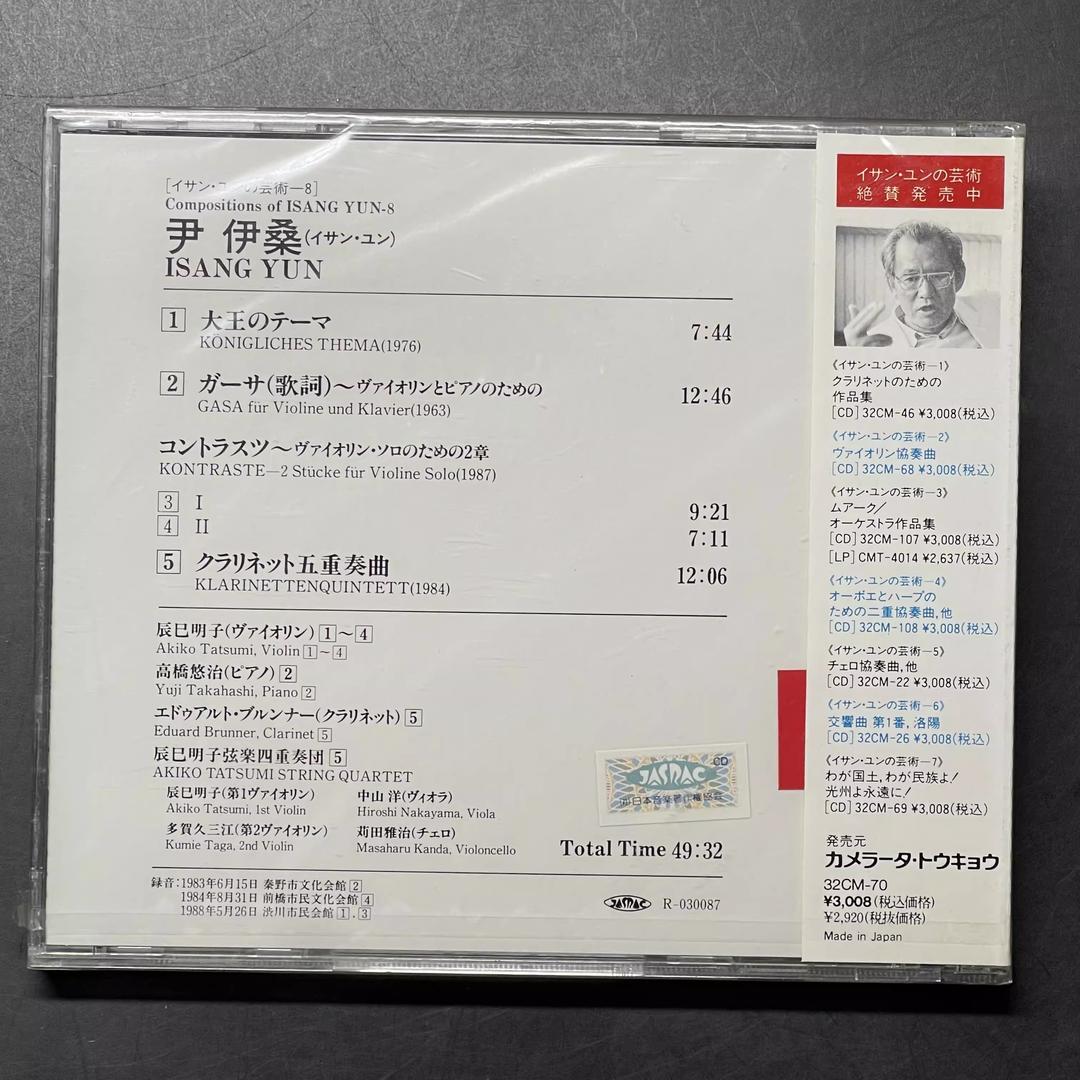 [イサン・ユンの芸術—8]
Compositions of ISANG YUN-8
尹 伊桑(イサン・ユン)
ISANG YUN
1 大王のテーマ 7:44
KÖNIGLICHES THEMA(1976)
2 ガーサ(歌詞)〜ヴァイオリンとピアノのための 12:46
GASA für Violine und Klavier(1963)
コントラスツ〜ヴァイオリン・ソロのための2章
KONTRASTE—2 Stücke für Violine Solo(1987)
3 I 9:21
4 II 7:11
5 クラリネット五重奏曲 12:06
KLARINETTENQUINTETT(1984)
辰巳明子(ヴァイオリン)1〜4
Akiko Tatsumi, Violin 1〜4
高橋悠治(ピアノ)2
Yuji Takahashi, Piano 2
エドゥアルト・ブルンナー(クラリネット)5
Eduard Brunner, Clarinet 5
辰巳明子弦楽四重奏団 5
AKIKO TATSUMI STRING QUARTET
辰巳明子(第1ヴァイオリン) 中山 洋(ヴィオラ)
Akiko Tatsumi, 1st Violin Hiroshi Nakayama, Viola
多賀久三江(第2ヴァイオリン) 苅田雅治(チェロ)
Kumie Taga, 2nd Violin Masaharu Kanda, Violoncello
Total Time 49:32
録音:1983年6月15日 秦野市文化会館 2
1984年8月31日 前橋市民文化会館 4
1988年5月26日 渋川市民会館 1.3
JASRAC R-030087
JASRAC CD
(社)日本音楽著作権協会
イサン・ユンの芸術
絶賛発売中
《イサン・ユンの芸術—1》
クラリネットのための
作品集
[CD] 32CM-46 ¥3,008(税込)
《イサン・ユンの芸術—2》
ヴァイオリン協奏曲
[CD] 32CM-68 ¥3,008(税込)
《イサン・ユンの芸術—3》
ムアーク/
オーケストラ作品集
[CD] 32CM-107 ¥3,008(税込)
[LP] CMT-4014 ¥2,637(税込)
《イサン・ユンの芸術—4》
オーボエとハープの
ための二重協奏曲,他
[CD] 32CM-108 ¥3,008(税込)
《イサン・ユンの芸術—5》
チェロ協奏曲,他
[CD] 32CM-22 ¥3,008(税込)
《イサン・ユンの芸術—6》
交響曲 第1番,洛陽
[CD] 32CM-26 ¥3,008(税込)
《イサン・ユンの芸術—7》
わが国土,わが民族よ!
光州よ永遠に!
[CD] 32CM-69 ¥3,008(税込)
発売元
カメラータ・トウキョウ
32CM-70
¥3,008(税込価格)
¥2,920(税抜価格)
Made in Japan